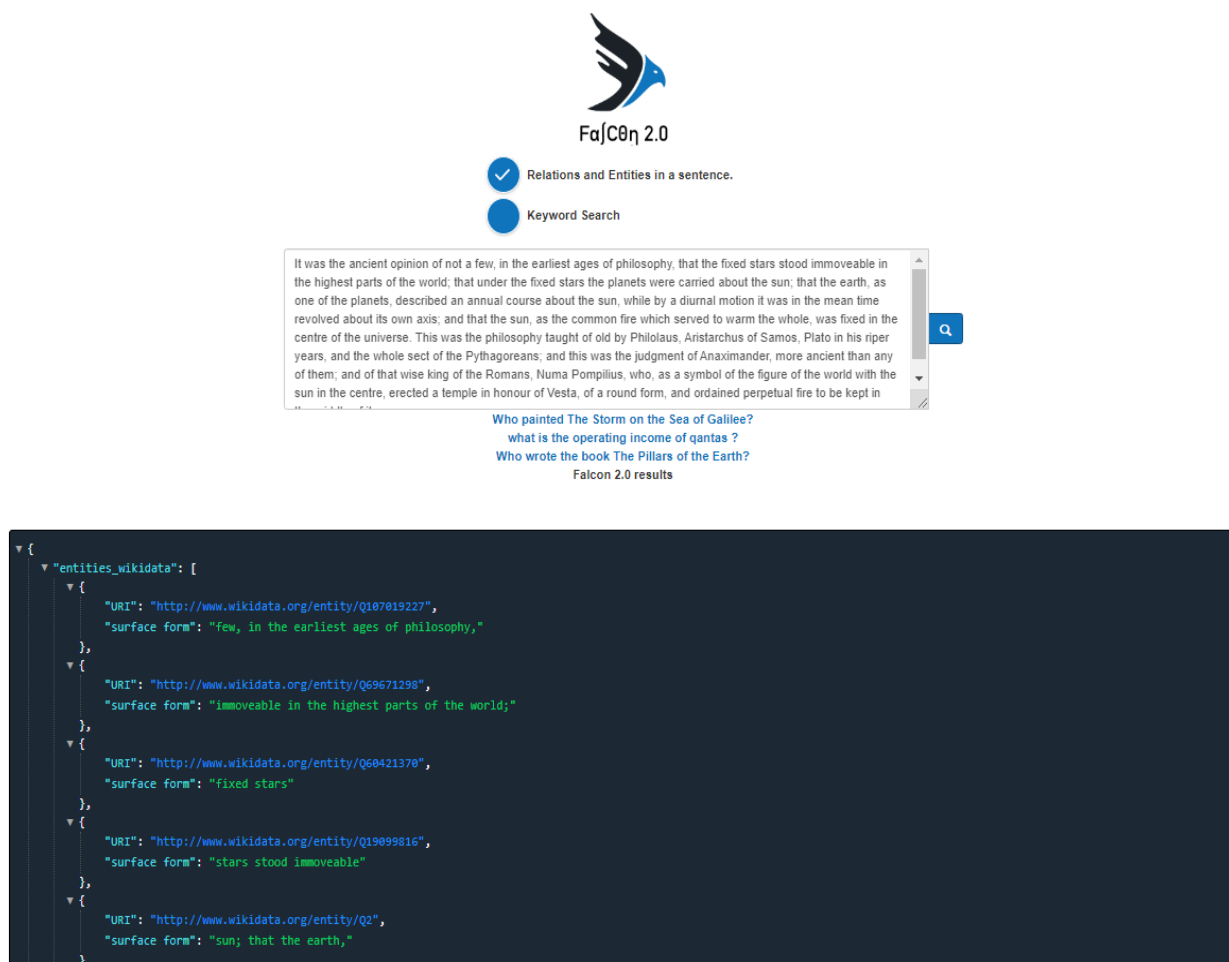 Fα∫Cθη 2.0
Relations and Entities in a sentence.
Keyword Search
It was the ancient opinion of not a few, in the earliest ages of philosophy, that the fixed stars stood immoveable in
the highest parts of the world; that under the fixed stars the planets were carried about the sun; that the earth, as
one of the planets, described an annual course about the sun, while by a diurnal motion it was in the mean time
revolved about its own axis; and that the sun, as the common fire which served to warm the whole, was fixed in the
centre of the universe. This was the philosophy taught of old by Philolaus, Aristarchus of Samos, Plato in his riper
years, and the whole sect of the Pythagoreans; and this was the judgment of Anaximander, more ancient than any
of them; and of that wise king of the Romans, Numa Pompilius, who, as a symbol of the figure of the world with the
sun in the centre, erected a temple in honour of Vesta, of a round form, and ordained perpetual fire to be kept in
Who painted The Storm on the Sea of Galilee?
what is the operating income of qantas ?
Who wrote the book The Pillars of the Earth?
Falcon 2.0 results
{
"entities_wikidata": [
{
"URI": "http://www.wikidata.org/entity/Q107019227",
"surface form": "few, in the earliest ages of philosophy,"
},
{
"URI": "http://www.wikidata.org/entity/Q69671298",
"surface form": "immoveable in the highest parts of the world;"
},
{
"URI": "http://www.wikidata.org/entity/Q60421370",
"surface form": "fixed stars"
},
{
"URI": "http://www.wikidata.org/entity/Q19099816",
"surface form": "stars stood immoveable"
},
{
"URI": "http://www.wikidata.org/entity/Q2",
"surface form": "sun; that the earth,"
}